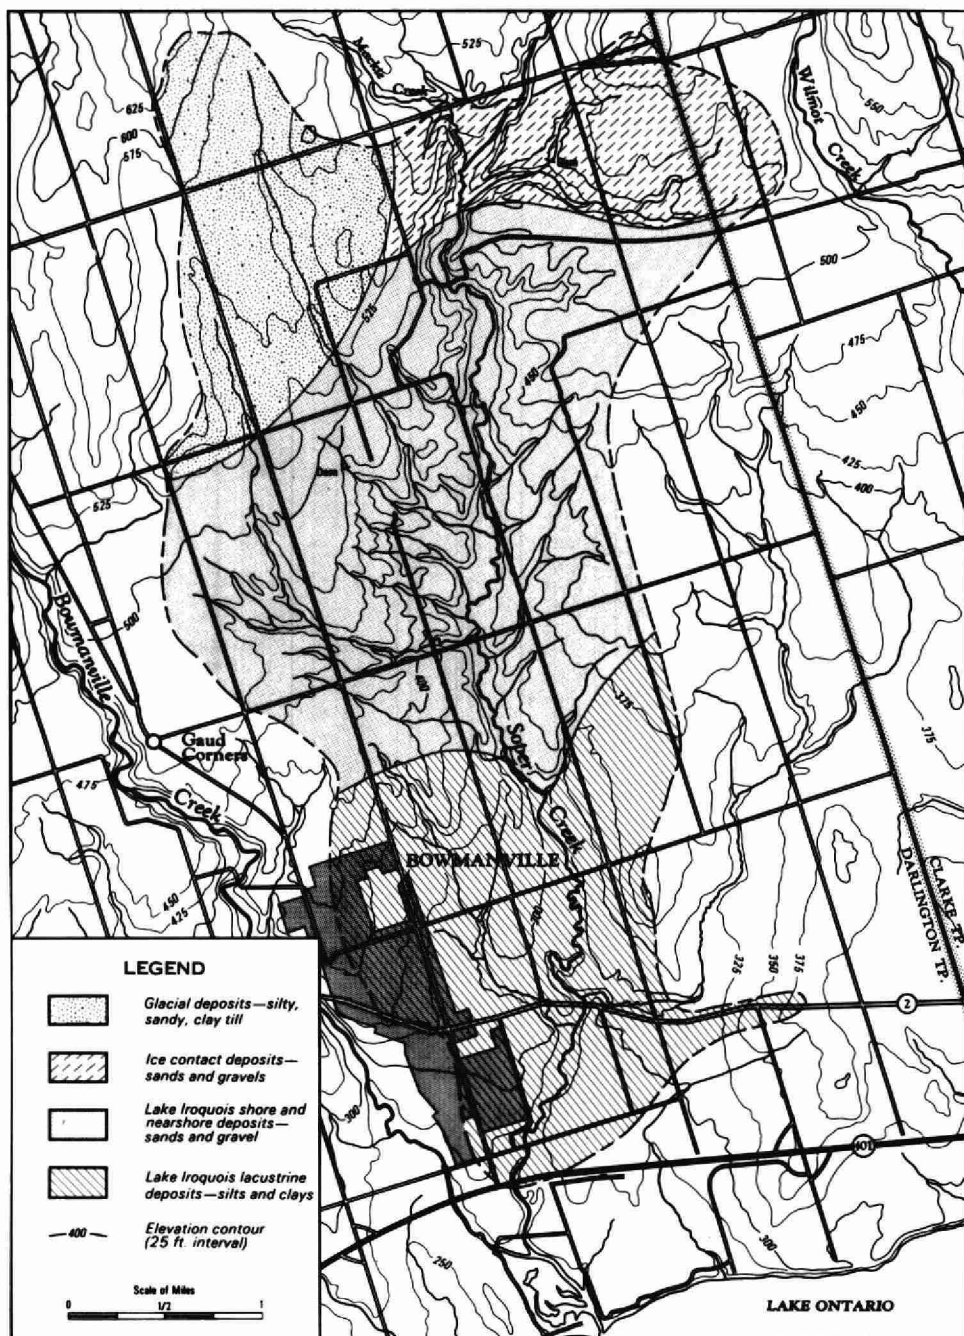 525
Mackie
Creek
625
600
575
550
Wilmot
Creek
500
525
475
450
450
425
400
525
Bowmanville
500
400
375
375
Soper
Gaud
Corners
475
Creek
Creek
BOWMANVILLE
450
425
CLARKE TP.
DARLINGTON TP.
325
350
375
2
300
401
300
250
LAKE ONTARIO
LEGEND
Glacial deposits—silty,
sandy, clay till
Ice contact deposits—
sands and gravels
Lake Iroquois shore and
nearshore deposits—
sands and gravel
Lake Iroquois lacustrine
deposits—silts and clays
400
Elevation contour
(25 ft. interval)
Scale of Miles
0
1/2
1